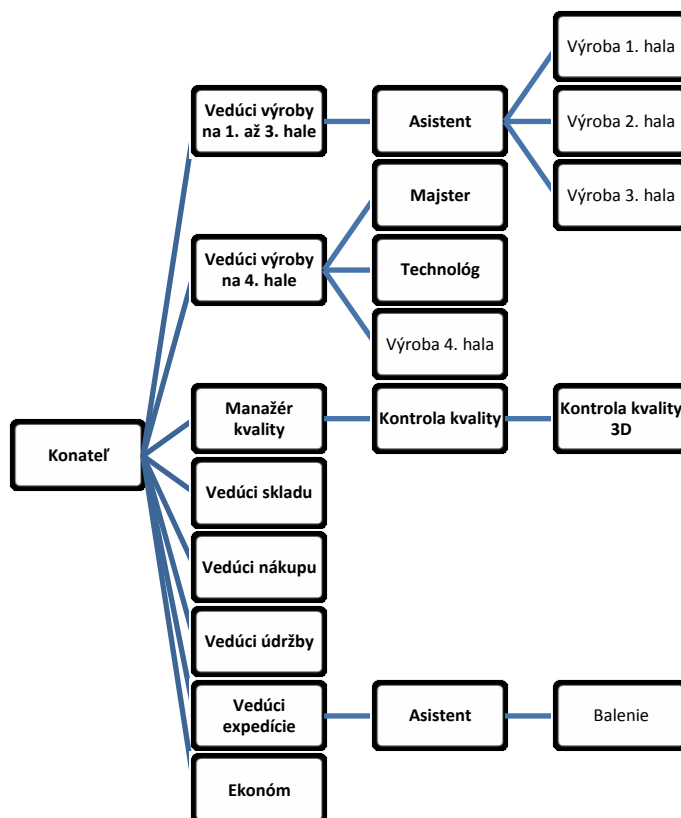 Výroba 1. hala
Vedúci výroby
na 1. až 3. hale
Asistent
Výroba 2. hala
Výroba 3. hala
Majster
Vedúci výroby
na 4. hale
Technológ
Výroba 4. hala
Manažér
kvality
Kontrola kvality
Kontrola kvality
3D
Konateľ
Vedúci skladu
Vedúci nákupu
Vedúci údržby
Vedúci
expedície
Asistent
Balenie
Ekonóm